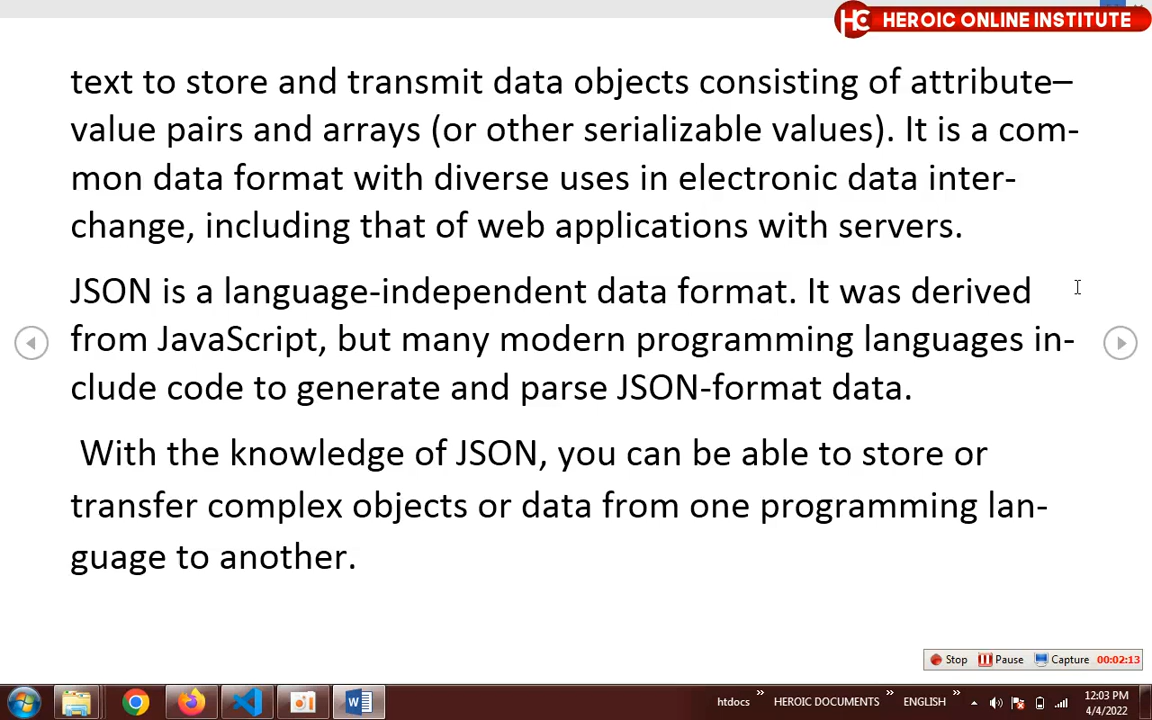 HC HEROIC ONLINE INSTITUTE
text to store and transmit data objects consisting of attribute–
value pairs and arrays (or other serializable values). It is a com-
mon data format with diverse uses in electronic data inter-
change, including that of web applications with servers.
JSON is a language-independent data format. It was derived
from JavaScript, but many modern programming languages in-
clude code to generate and parse JSON-format data.
With the knowledge of JSON, you can be able to store or
transfer complex objects or data from one programming lan-
guage to another.
Stop Pause Capture 00:02:13
htdocs » HEROIC DOCUMENTS » ENGLISH » 12:03 PM
4/4/2022